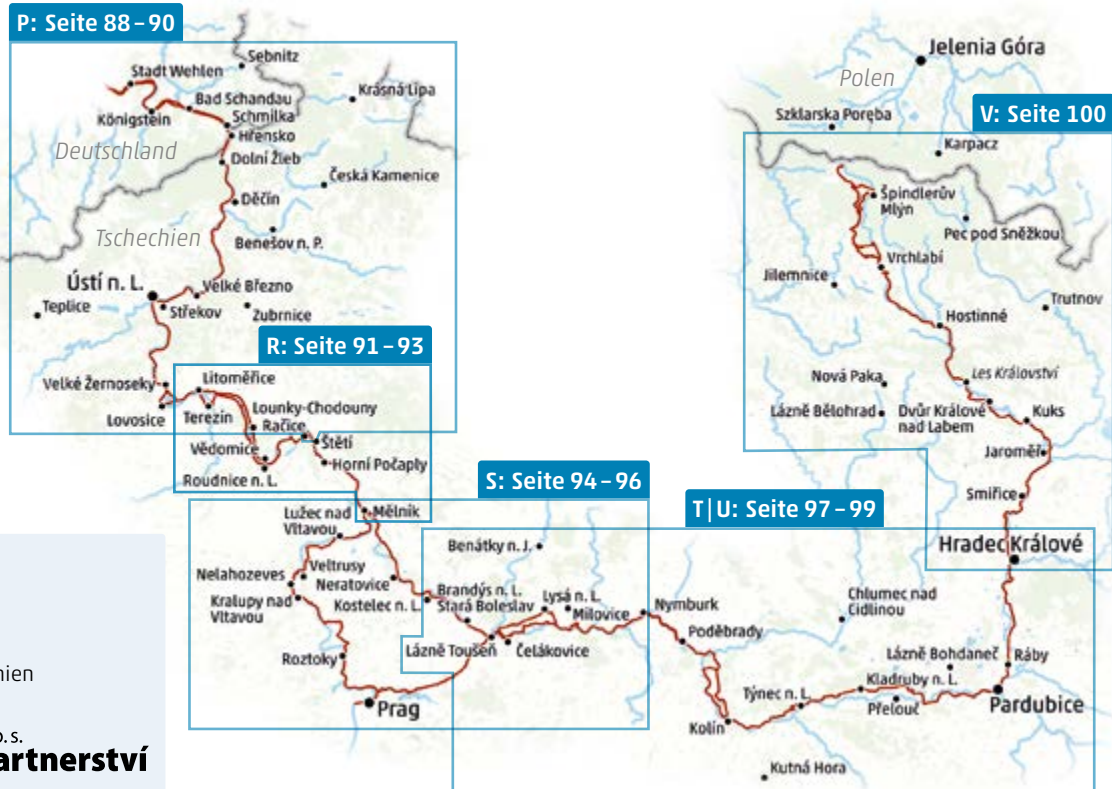 P: Seite 88 – 90
Sebnitz
Stadt Wehlen
Krásná Lípa
Bad Schandau
Königstein
Schmilka
Hřensko
Deutschland
Dolní Žleb
Česká Kamenice
Děčín
Tschechien
Benešov n. P.
Ústí n. L.
Velké Březno
Teplice
Střekov
Zubrnice
Jelenia Góra
Polen
Szklarska Poręba
V: Seite 100
Karpacz
Špindlerův
Mlýn
Pec pod Sněžkou
Vrchlabí
Jilemnice
Trutnov
Hostinné
Les Království
Nová Paka
Lázně Bělohrad
Dvůr Králové
nad Labem
Kuks
Jaroměř
Smiřice
Hradec Králové
R: Seite 91 – 93
Velké Žernoseky
Litoměřice
Lovosice
Terezín
Lounky-Chodouny
Račice
Štětí
Vědomice
Horní Počaply
Roudnice n. L.
S: Seite 94 – 96
Mělník
Lužec nad
Vltavou
Benátky n. J.
Veltrusy
Nelahozeves
Neratovice
Kralupy nad
Vltavou
Kostelec n. L.
Brandýs n. L.
Stará Boleslav
Lysá n. L.
Milovice
Roztoky
Lázně Toušeň
Čelákovice
Prag
T|U: Seite 97 – 99
Nymburk
Poděbrady
Chlumec nad
Cidlinou
Lázně Bohdaneč
Ráby
Kladruby n. L.
Týnec n. L.
Přelouč
Pardubice
Kolín
Kutná Hora
nien
o. s.
artnerství